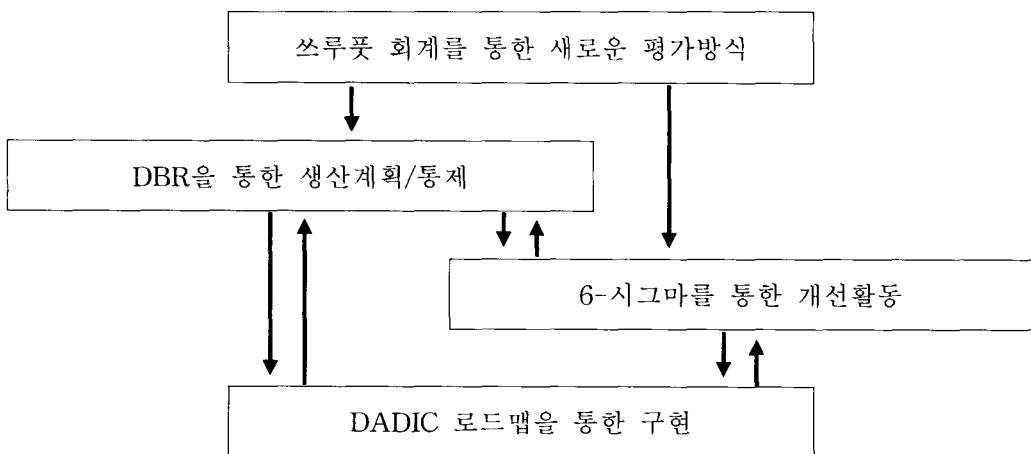 쓰루풋 회계를 통한 새로운 평가방식
DBR을 통한 생산계획/통제
6-시그마를 통한 개선활동
DADIC 로드맵을 통한 구현